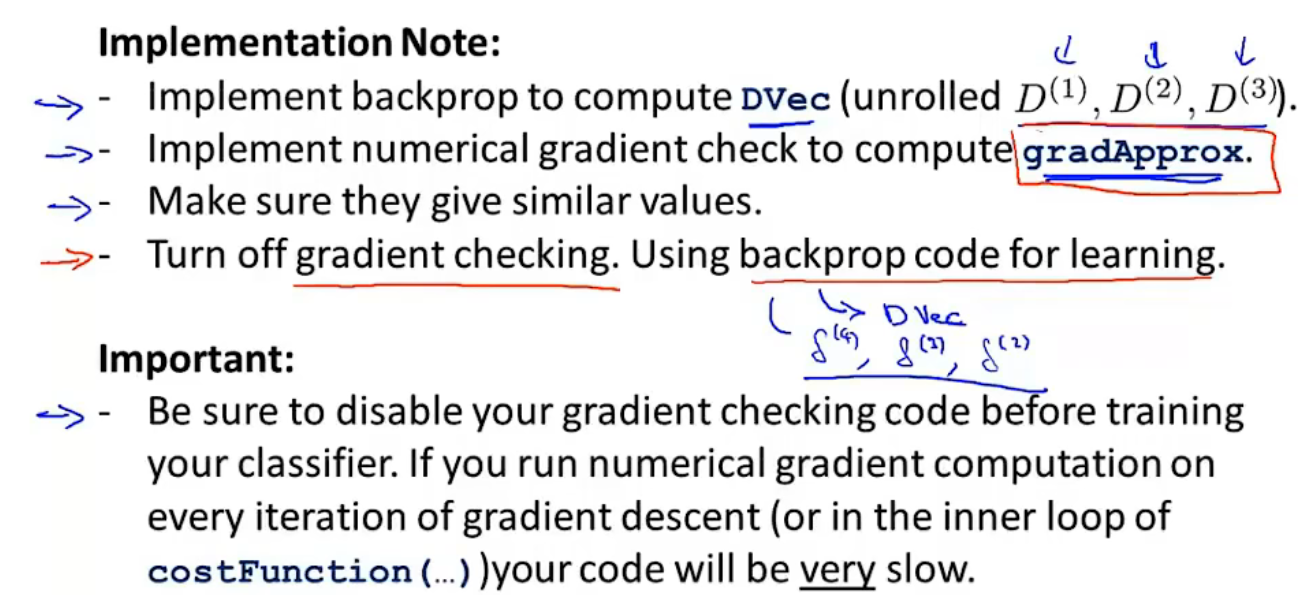 Implementation Note:
- Implement backprop to compute DVec (unrolled D^(1), D^(2), D^(3)).
- Implement numerical gradient check to compute gradApprox.
- Make sure they give similar values.
- Turn off gradient checking. Using backprop code for learning.
DVec
δ^(4), δ^(3), δ^(2)
Important:
- Be sure to disable your gradient checking code before training
your classifier. If you run numerical gradient computation on
every iteration of gradient descent (or in the inner loop of
costFunction(…))your code will be very slow.